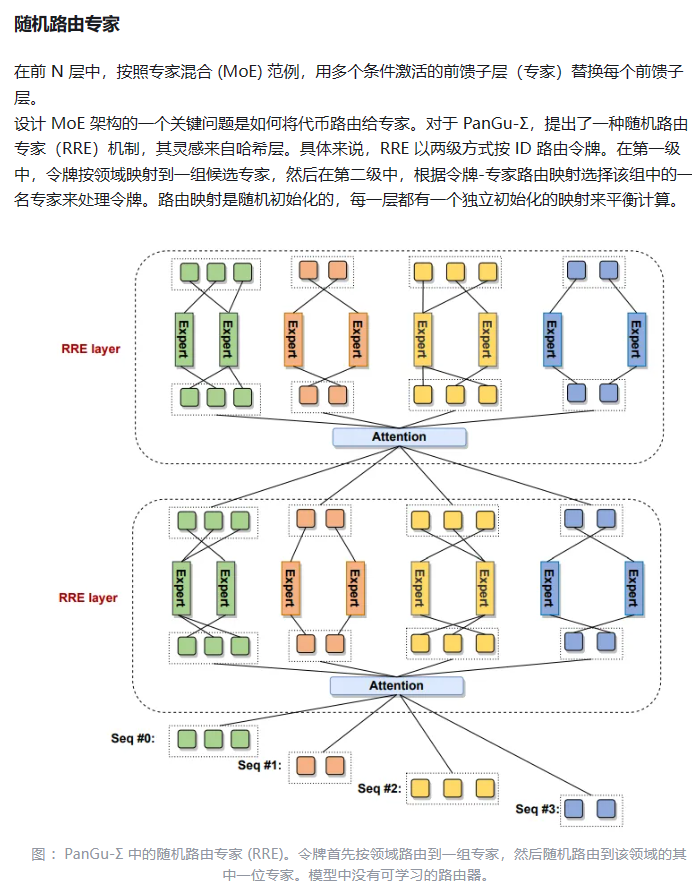 随机路由专家
在前 N 层中，按照专家混合 (MoE) 范例，用多个条件激活的前馈子层（专家）替换每个前馈子
层。
设计 MoE 架构的一个关键问题是如何将代币路由给专家。对于 PanGu-Σ，提出了一种随机路由
专家（RRE）机制，其灵感来自哈希层。具体来说，RRE 以两级方式按 ID 路由令牌。在第一级
中，令牌按领域映射到一组候选专家，然后在第二级中，根据令牌-专家路由映射选择该组中的一
名专家来处理令牌。路由映射是随机初始化的，每一层都有一个独立初始化的映射来平衡计算。
RRE layer
Expert
Expert
Expert
Expert
Expert
Expert
Expert
Expert
Attention
RRE layer
Expert
Expert
Expert
Expert
Expert
Expert
Expert
Expert
Attention
Seq #0:
Seq #1:
Seq #2:
Seq #3:
图： PanGu-Σ 中的随机路由专家 (RRE)。令牌首先按领域路由到一组专家，然后随机路由到该领域的其
中一位专家。模型中没有可学习的路由器。